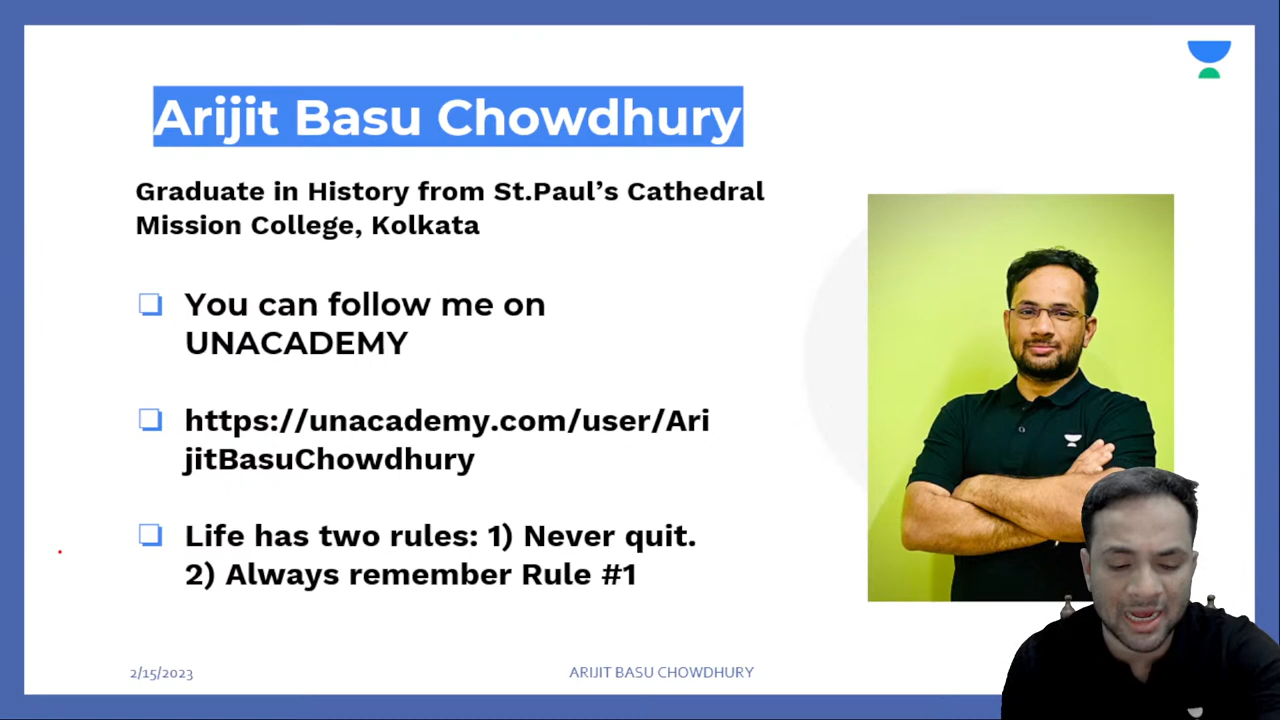 Arijit Basu Chowdhury
Graduate in History from St.Paul’s Cathedral
Mission College, Kolkata
You can follow me on
UNACADEMY
https://unacademy.com/user/Ari
jitBasuChowdhury
Life has two rules: 1) Never quit.
2) Always remember Rule #1
2/15/2023
ARIJIT BASU CHOWDHURY